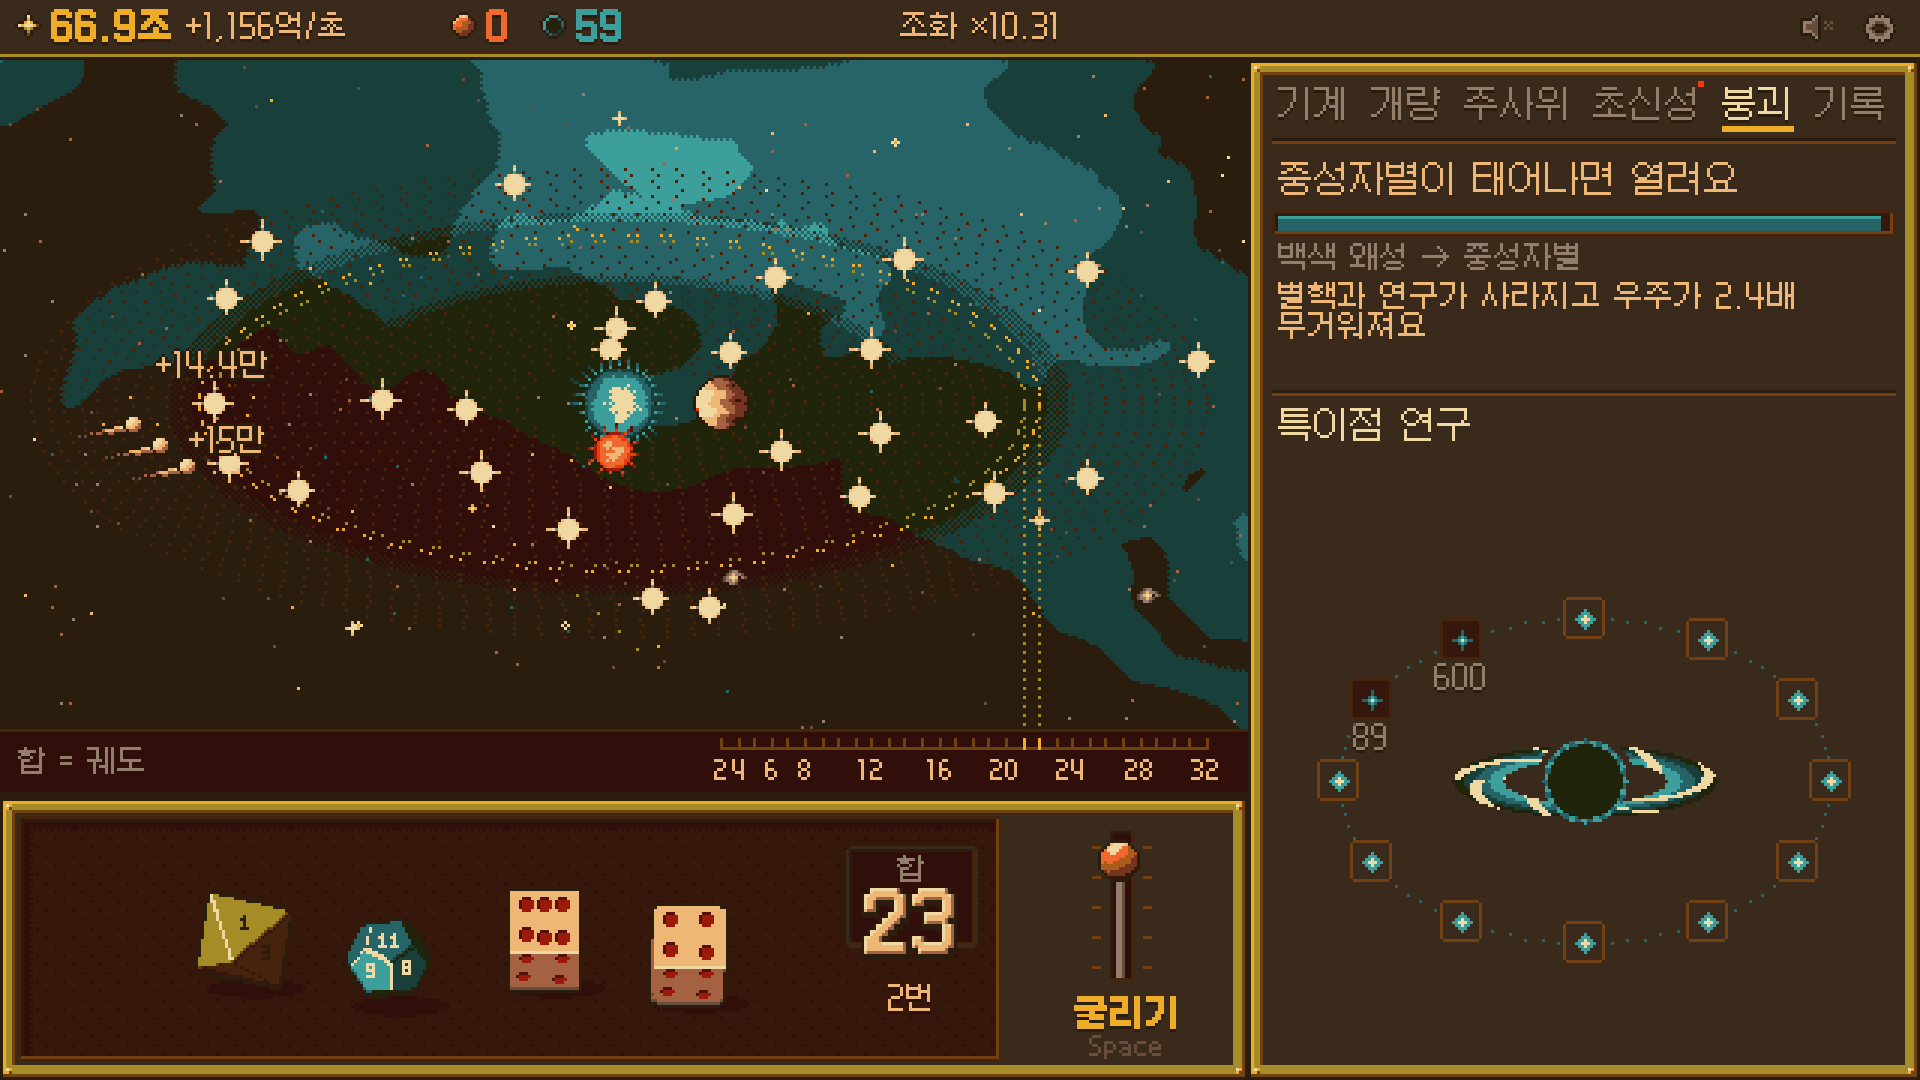 66.9조 +1,156억/초 0 59 조화 ×10.31
기계 개량 주사위 초신성 붕괴 기록
중성자별이 태어나면 열려요
백색 왜성 → 중성자별
별핵과 연구가 사라지고 우주가 2.4배
무거워져요
특이점 연구
600
89
+14.4만
+15만
합 = 궤도
24 6 8 12 16 20 24 28 32
1
3
11
9 8
합
23
2번
굴리기
Space